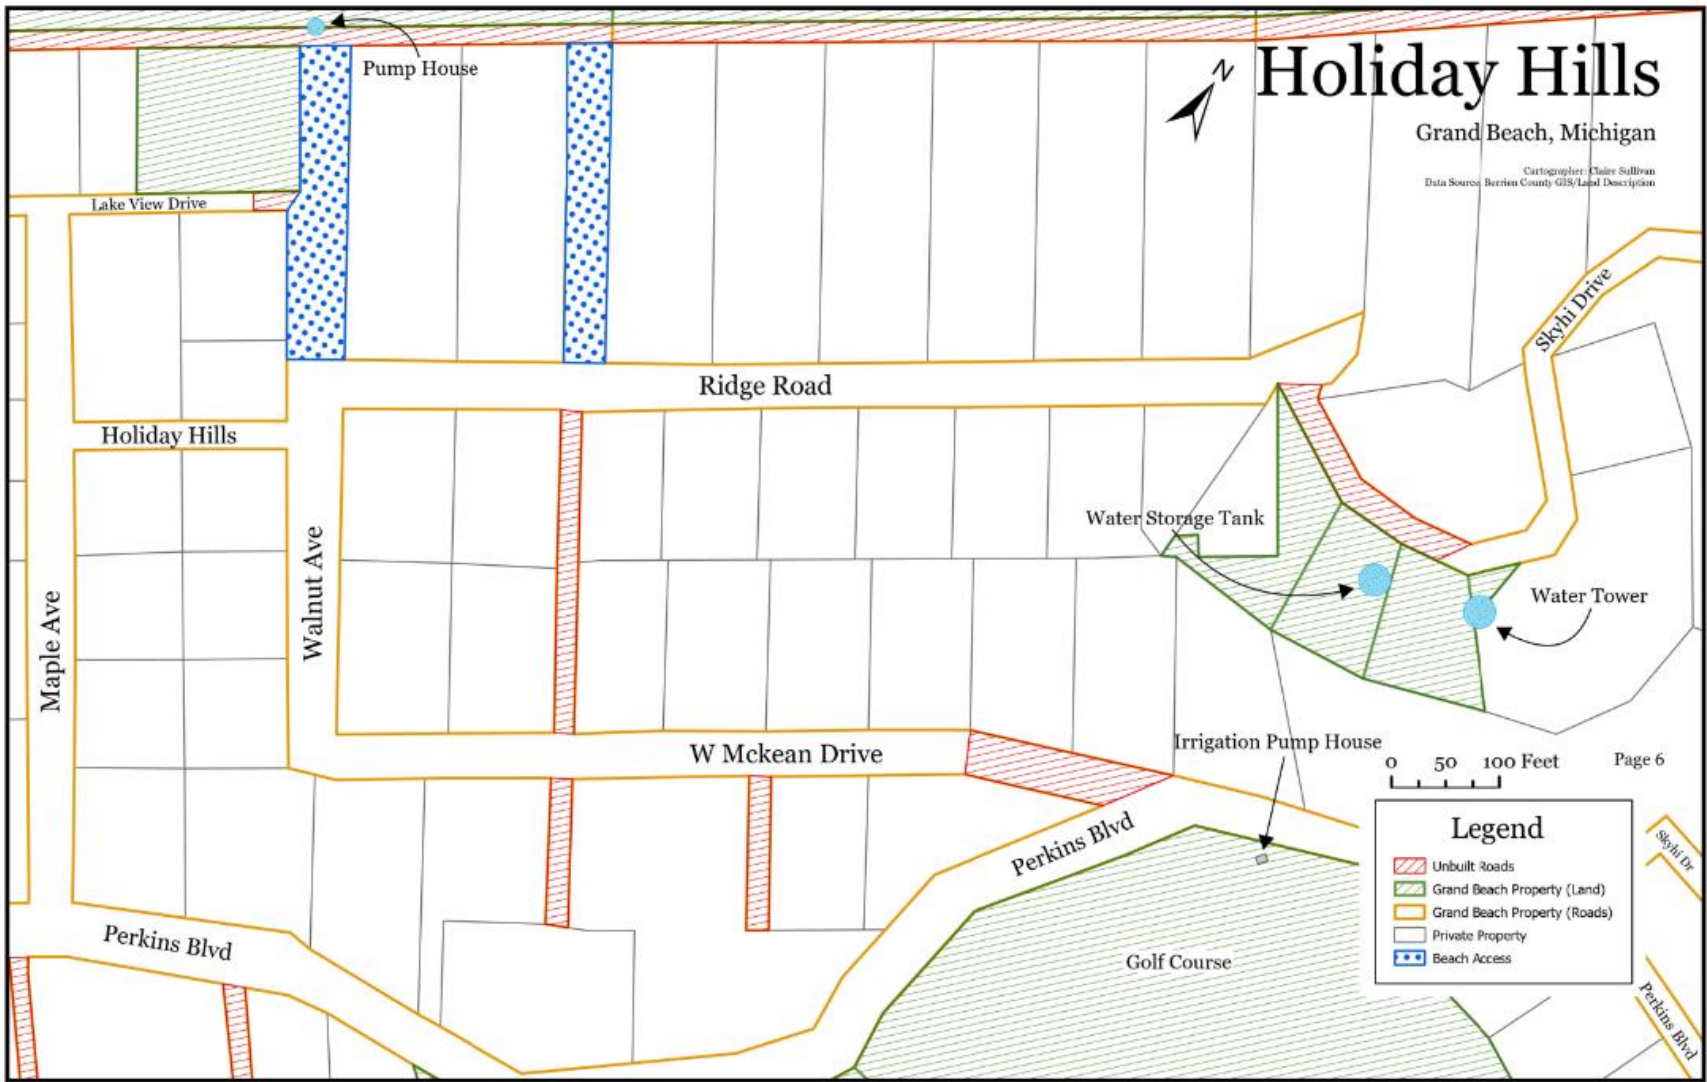 Pump House
N
Holiday Hills
Grand Beach, Michigan
Cartographer: Claire Sullivan
Data Source: Berrien County GIS/Land Description
Lake View Drive
Skyhi Drive
Ridge Road
Holiday Hills
Water Storage Tank
Walnut Ave
Maple Ave
Water Tower
W Mckean Drive
Irrigation Pump House
0 50 100 Feet
Page 6
Perkins Blvd
Skyhi Dr
Perkins Blvd
Golf Course
Perkins Blvd
Legend
Unbuilt Roads
Grand Beach Property (Land)
Grand Beach Property (Roads)
Private Property
Beach Access